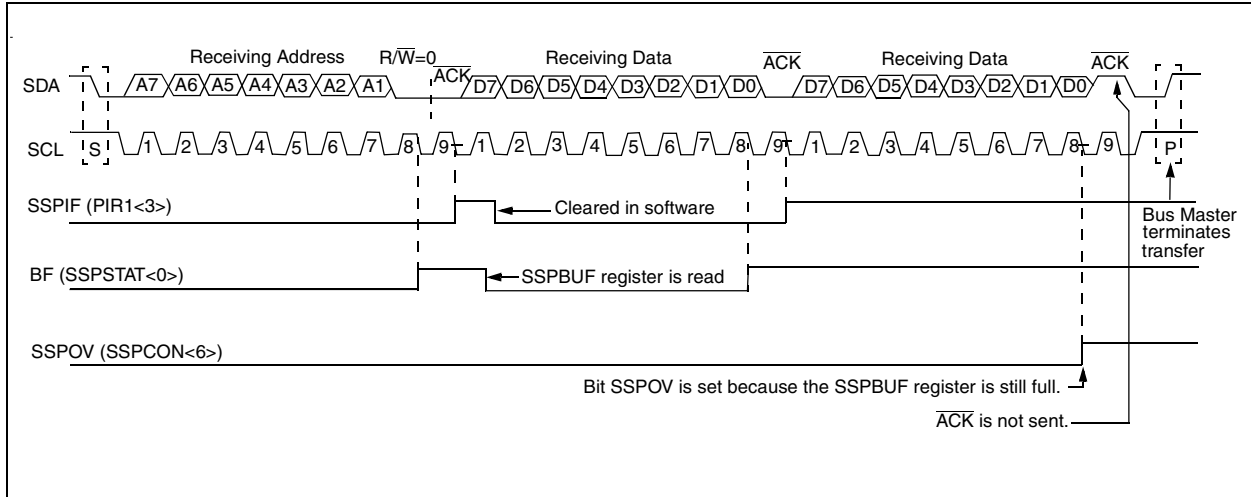 Receiving Address R/W=0 ACK Receiving Data ACK Receiving Data ACK
SDA A7 A6 A5 A4 A3 A2 A1 D7 D6 D5 D4 D3 D2 D1 D0 D7 D6 D5 D4 D3 D2 D1 D0
SCL S 1 2 3 4 5 6 7 8 9 1 2 3 4 5 6 7 8 9 1 2 3 4 5 6 7 8 9 P
SSPIF (PIR1<3>) Cleared in software
Bus Master
terminates
transfer
BF (SSPSTAT<0>) SSPBUF register is read
SSPOV (SSPCON<6>)
Bit SSPOV is set because the SSPBUF register is still full.
ACK is not sent.